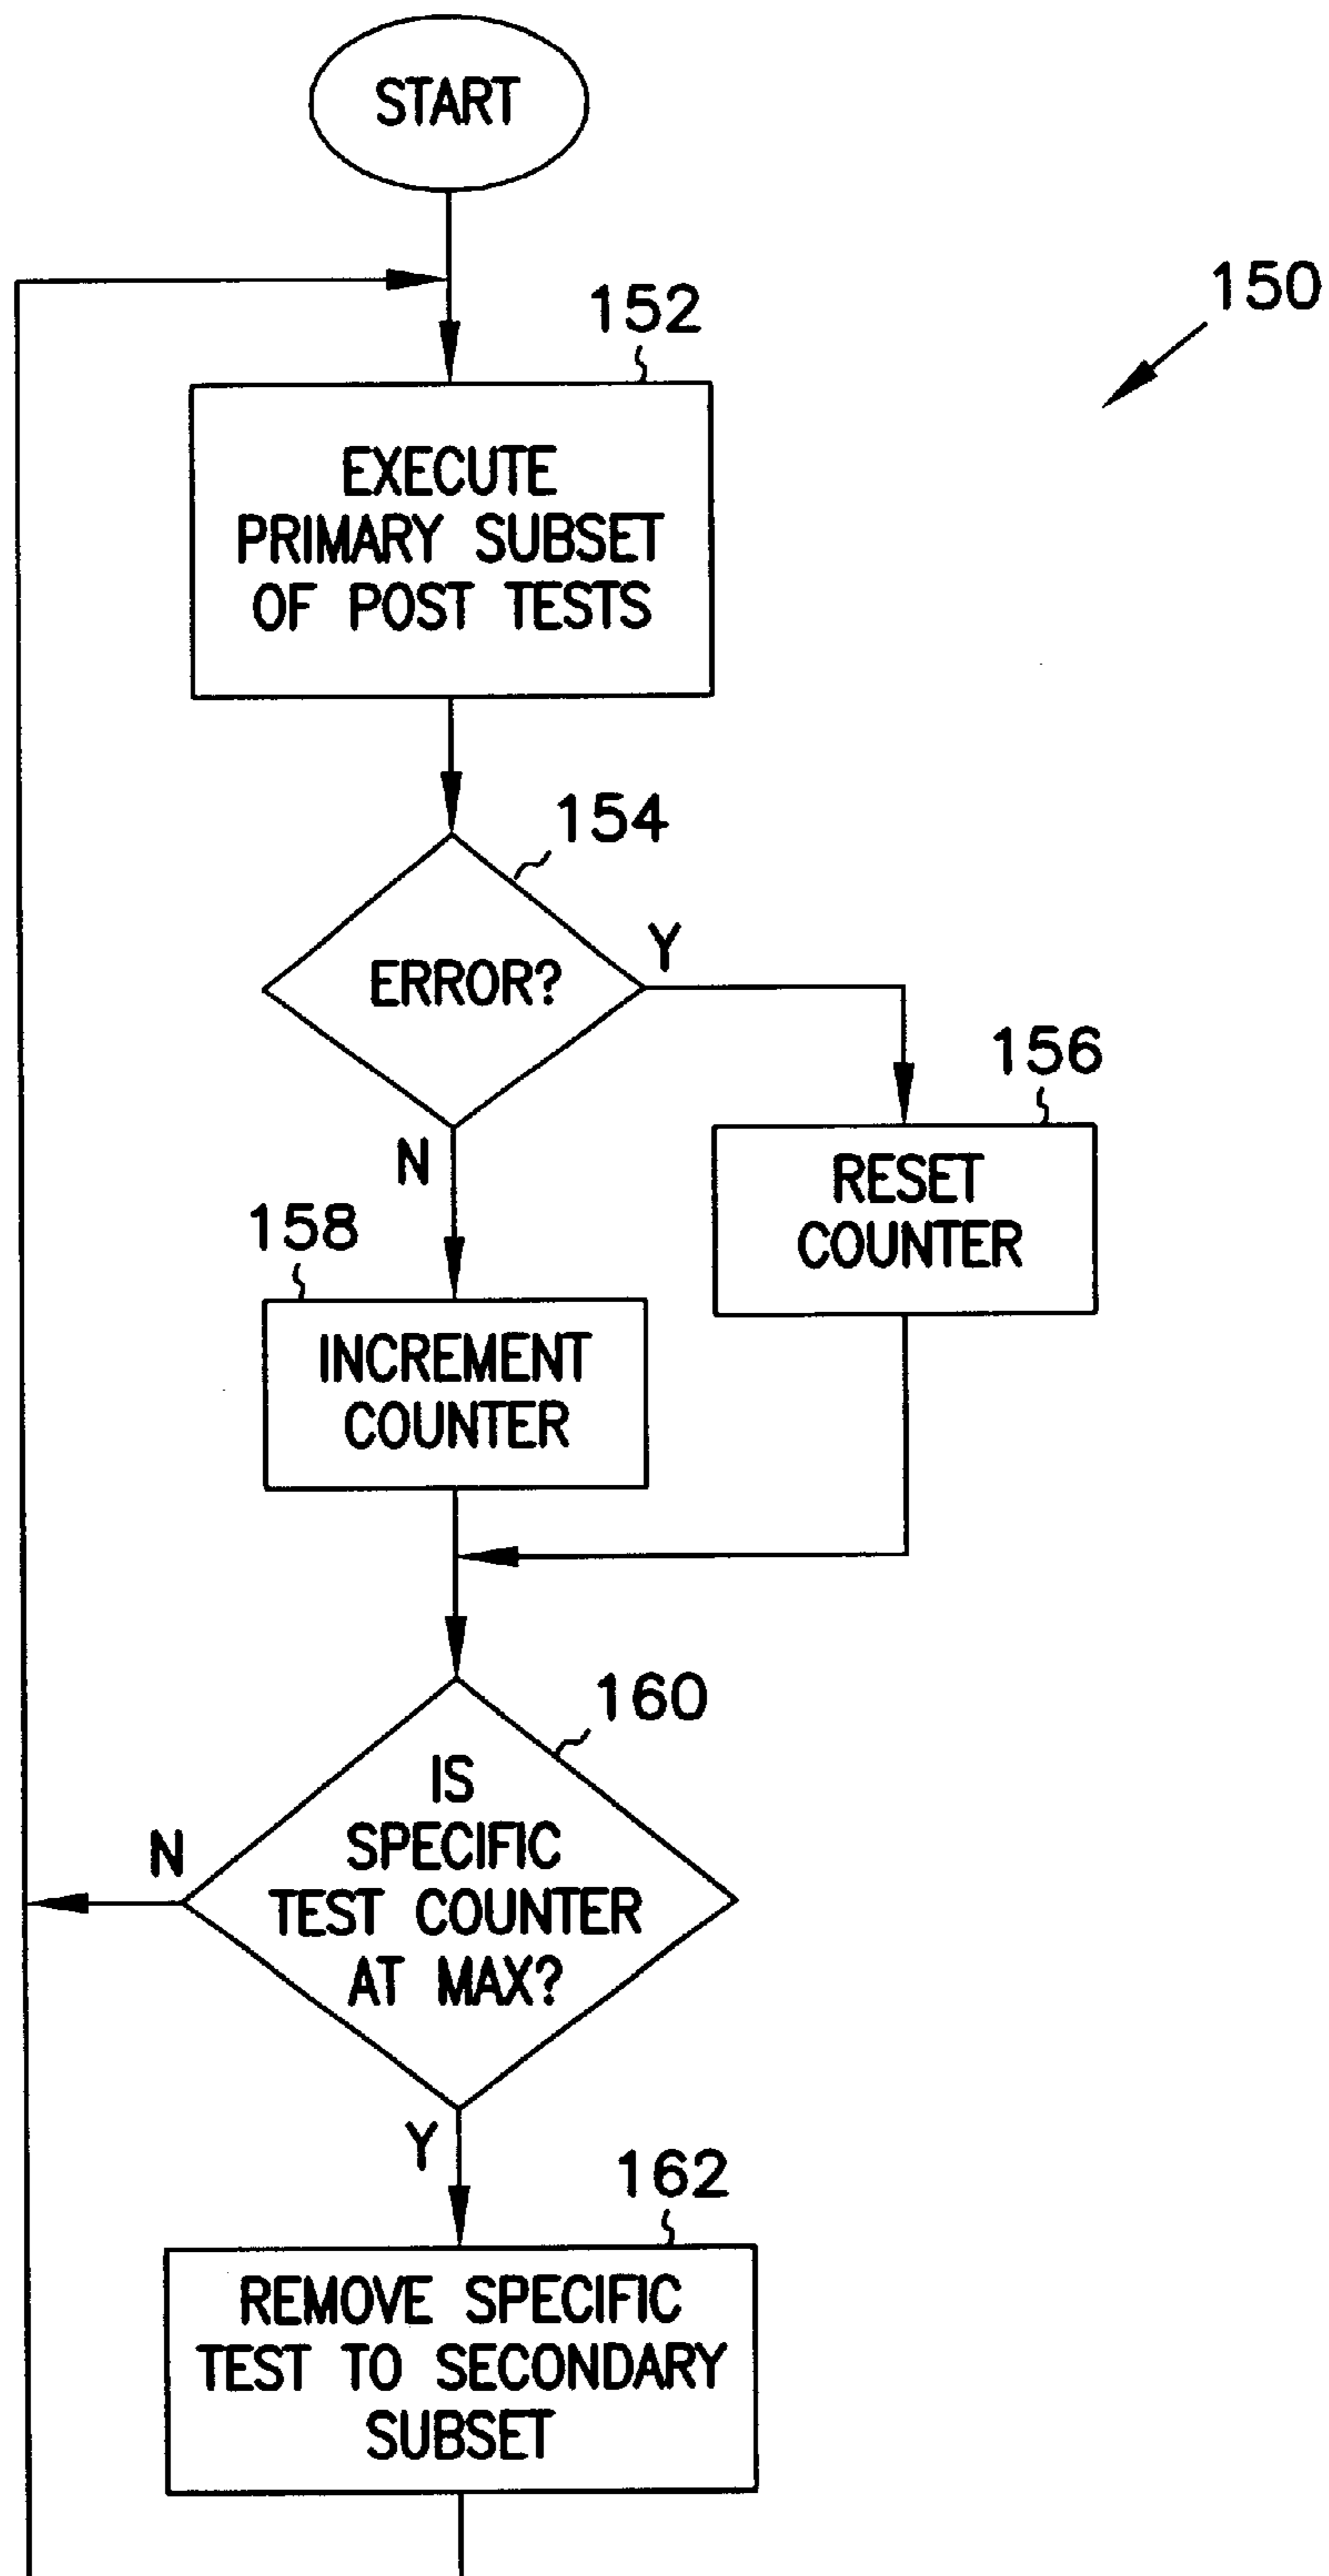 START
150
152
EXECUTE
PRIMARY SUBSET
OF POST TESTS
154
ERROR?
Y
156
RESET
COUNTER
N
158
INCREMENT
COUNTER
160
IS
SPECIFIC
TEST COUNTER
AT MAX?
N
Y
162
REMOVE SPECIFIC
TEST TO SECONDARY
SUBSET